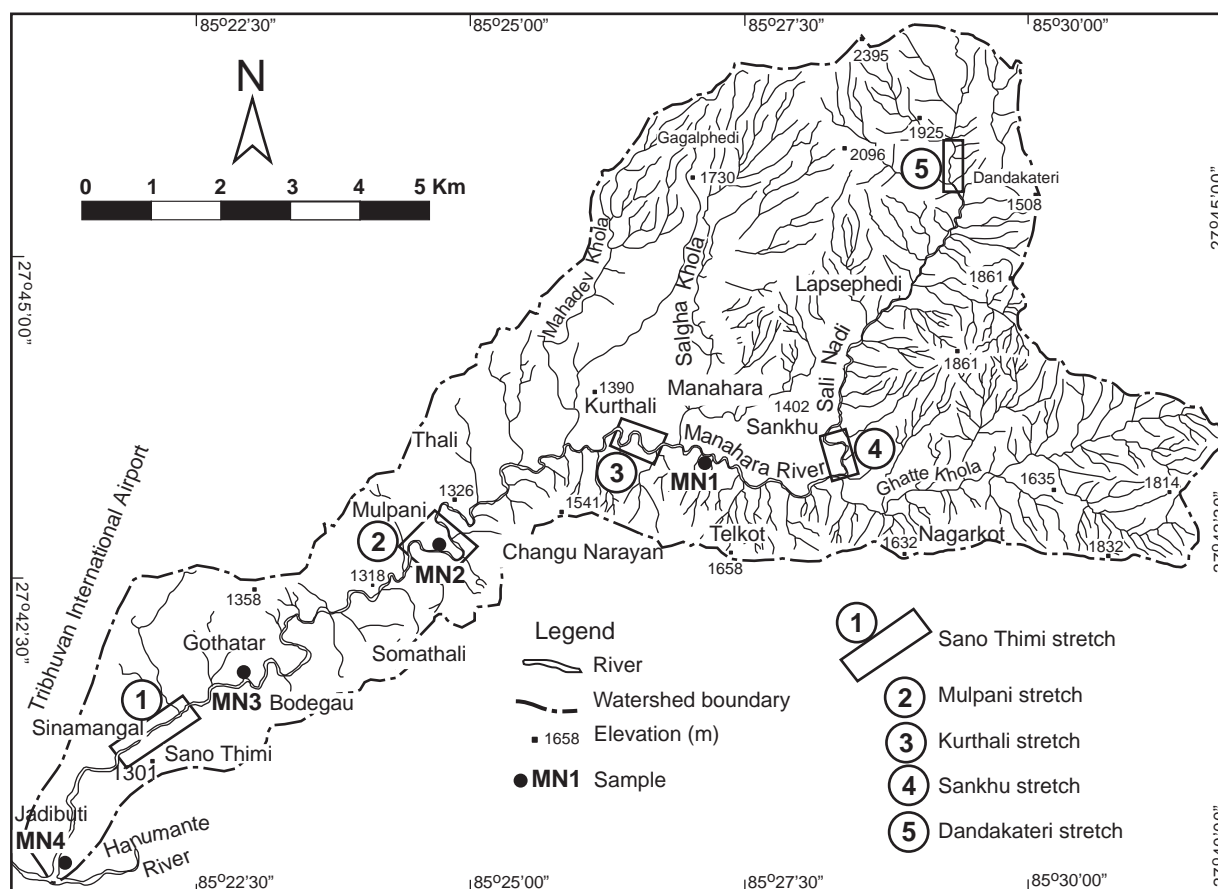 85°22'30” 85°25'00” 85°27'30” 85°30'00”
N
0 1 2 3 4 5 Km
2395
1925
2096
5
Gagalphedi
1730
Dandakateri
1508
27°45'00”
27°45'00”
Mahadev Khola
Salgha Khola
Lapsephedi
1861
Sali Nadi
1861
1390
Manahara
Kurthali
1402
Sankhu
Thali
Manahara River
4
3
MN1
Ghatte Khola
1635
1814
1326
Mulpani
1541
2
MN2
Changu Narayan
Telkot
Nagarkot
1632
1832
1658
1318
27°42'30”
1358
Tribhuvan International Airport
Gothatar
Somathali
1
MN3 Bodegau
Sinamangal
Sano Thimi
1301
Jadibuti
MN4
Hanumante
River
Legend
River
Watershed boundary
1658 Elevation (m)
MN1 Sample
1
Sano Thimi stretch
2 Mulpani stretch
3 Kurthali stretch
4 Sankhu stretch
5 Dandakateri stretch
85°22'30” 85°25'00” 85°27'30” 85°30'00”